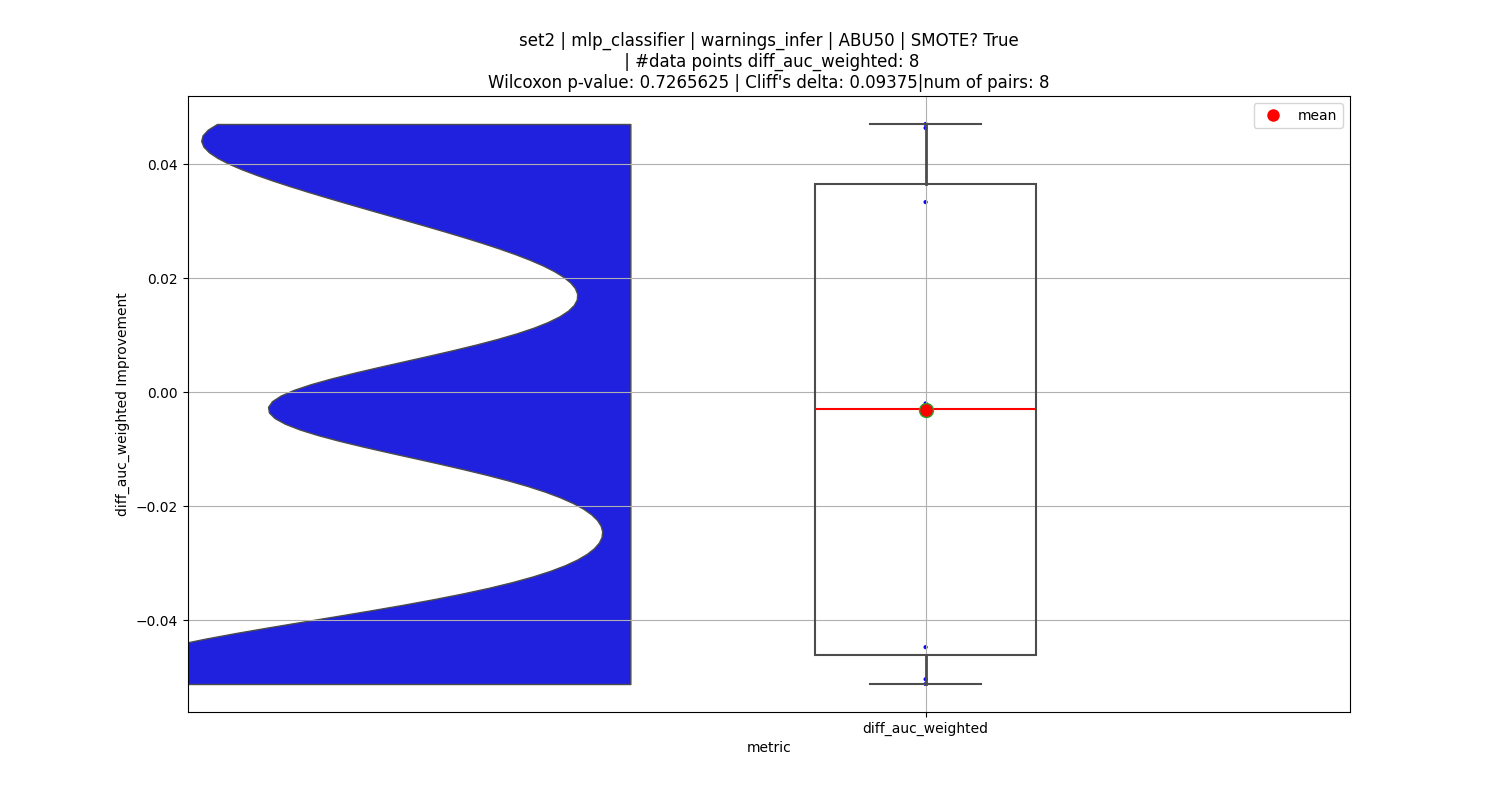 set2 | mlp_classifier | warnings_infer | ABU50 | SMOTE? True
| #data points diff_auc_weighted: 8
Wilcoxon p-value: 0.7265625 | Cliff's delta: 0.09375|num of pairs: 8
mean
0.04
0.02
0.00
−0.02
−0.04
diff_auc_weighted Improvement
diff_auc_weighted
metric